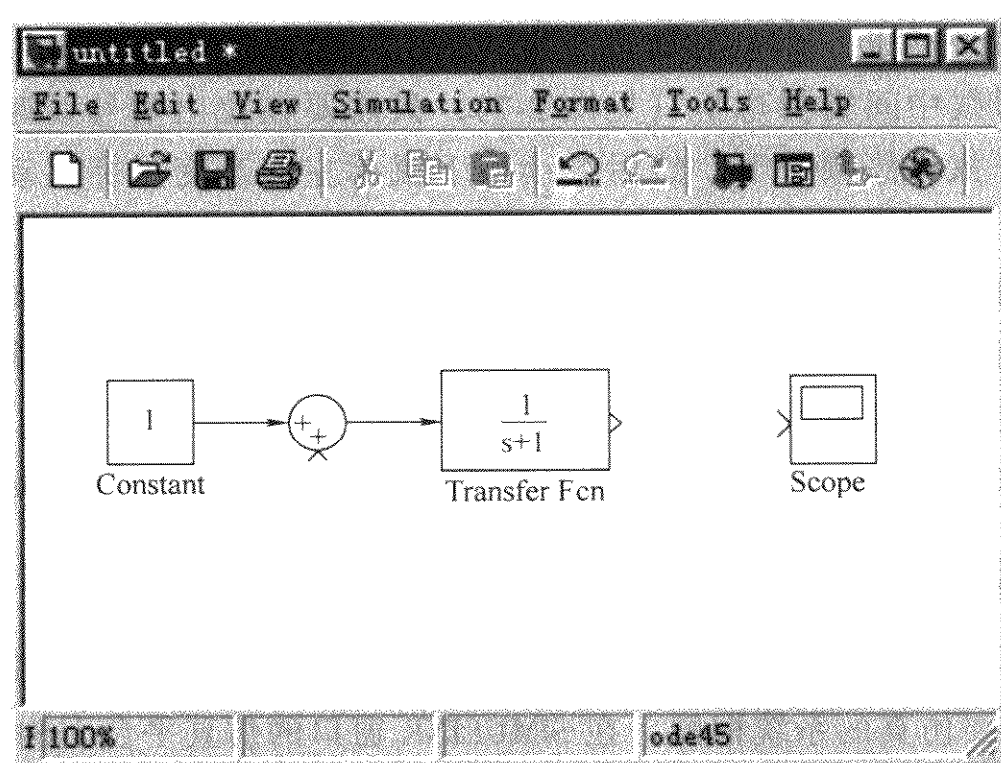 untitled *
File Edit View Simulation Format Tools Help
1
Constant
+
+
1
s+1
Transfer Fcn
Scope
100%
ode45